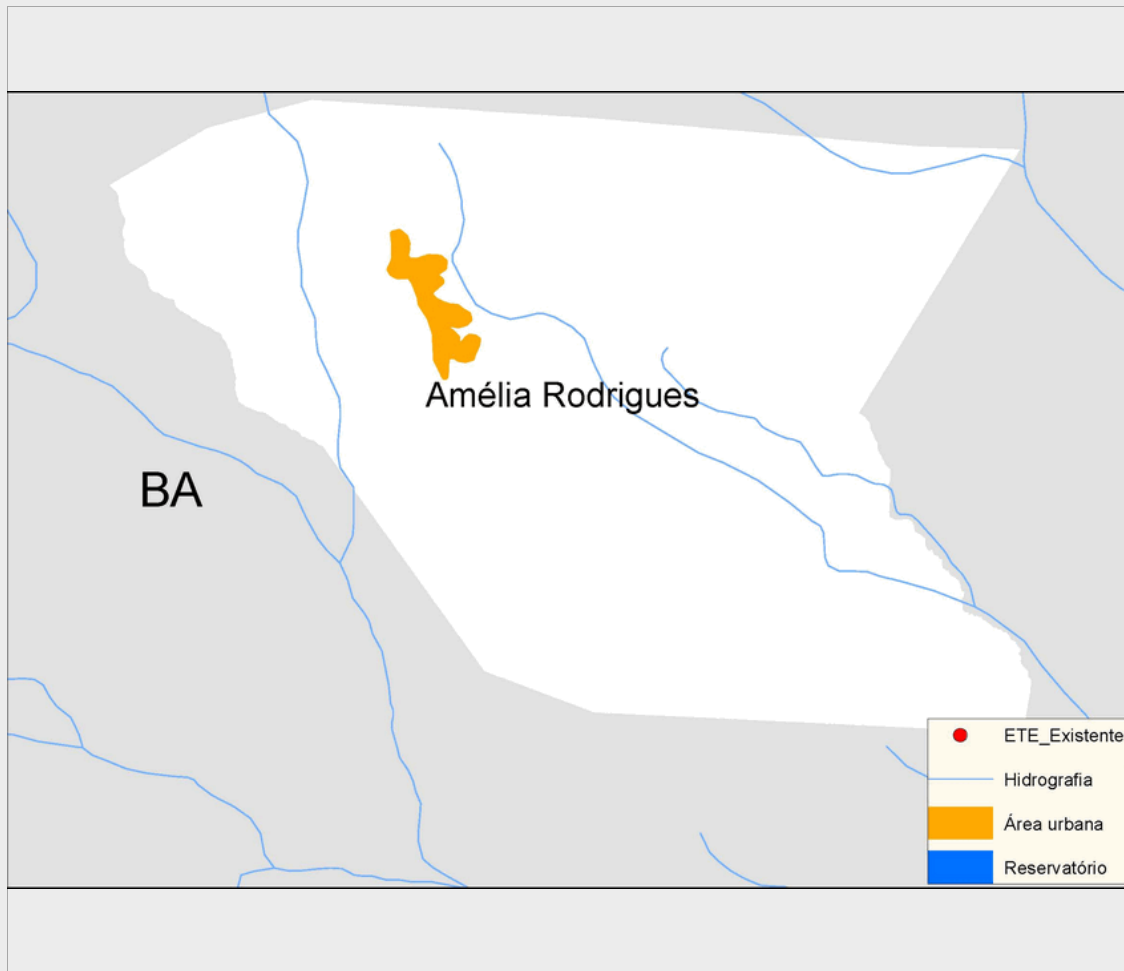 Amélia Rodrigues
BA
ETE_Existente
Hidrografia
Área urbana
Reservatório